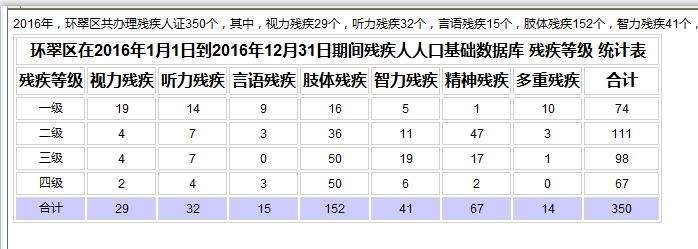 2016年，环翠区共办理残疾人证350个，其中，视力残疾29个，听力残疾32个，言语残疾15个，肢体残疾152个，智力残疾41个，
环翠区在2016年1月1日到2016年12月31日期间残疾人人口基础数据库 残疾等级 统计表
残疾等级 视力残疾 听力残疾 言语残疾 肢体残疾 智力残疾 精神残疾 多重残疾 合计
一级 19 14 9 16 5 1 10 74
二级 4 7 3 36 11 47 3 111
三级 4 7 0 50 19 17 1 98
四级 2 4 3 50 6 2 0 67
合计 29 32 15 152 41 67 14 350